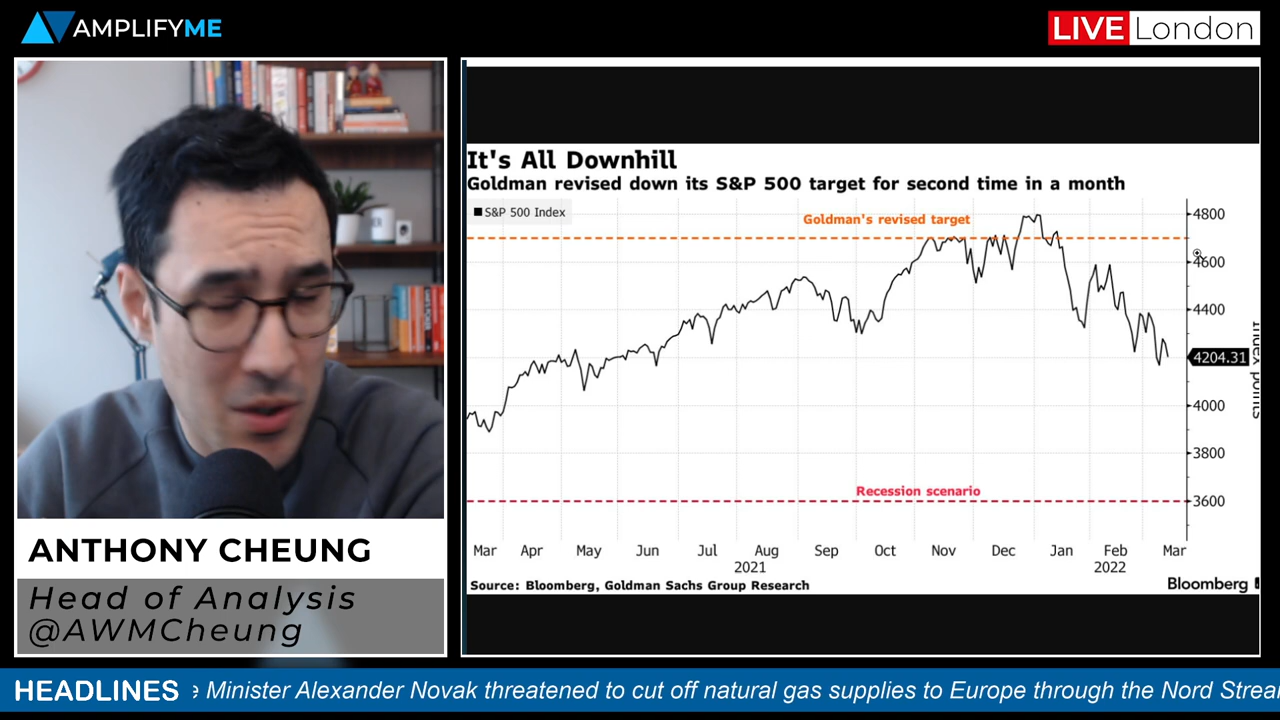 AMPLIFYME
LIVE London
It's All Downhill
Goldman revised down its S&P 500 target for second time in a month
S&P 500 Index
Goldman's revised target
4800
4600
4400
4204.31
4000
3800
3600
Index points
Recession scenario
Mar Apr May Jun Jul Aug Sep Oct Nov Dec Jan Feb Mar
2021 2022
Source: Bloomberg, Goldman Sachs Group Research
Bloomberg
ANTHONY CHEUNG
Head of Analysis
@AWMCheung
HEADLINES Minister Alexander Novak threatened to cut off natural gas supplies to Europe through the Nord